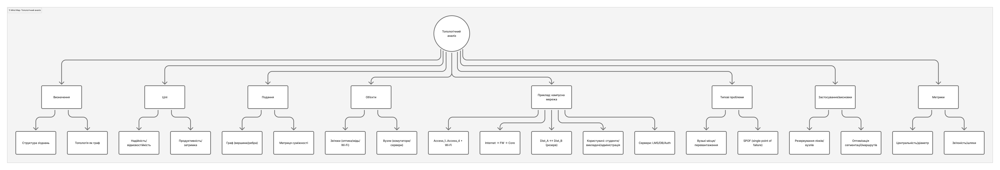 1) Mind Map: Топологічний аналіз
Топологічний
аналіз
Визначення
Цілі
Подання
Об'єкти
Приклад: кампусна
мережа
Типові проблеми
Застосування/висновки
Метрики
Структура з'єднань
Топологія як граф
Надійність/
відмовостійкість
Продуктивність/
затримка
Граф (вершини/ребра)
Матриця суміжності
Зв'язки (оптика/мідь/
Wi-Fi)
Вузли (комутатори/
сервери)
Access_1..Access_4 +
Wi-Fi
Internet → FW → Core
Dist_A ↔ Dist_B
(резерв)
Користувачі: студенти/
викладачі/адміністрація
Сервери: LMS/DB/Auth
Вузькі місця/
перевантаження
SPOF (single point of
failure)
Резервування лінків/
вузлів
Оптимізація
сегментації/маршрутів
Центральність/діаметр
Зв'язність/шляхи